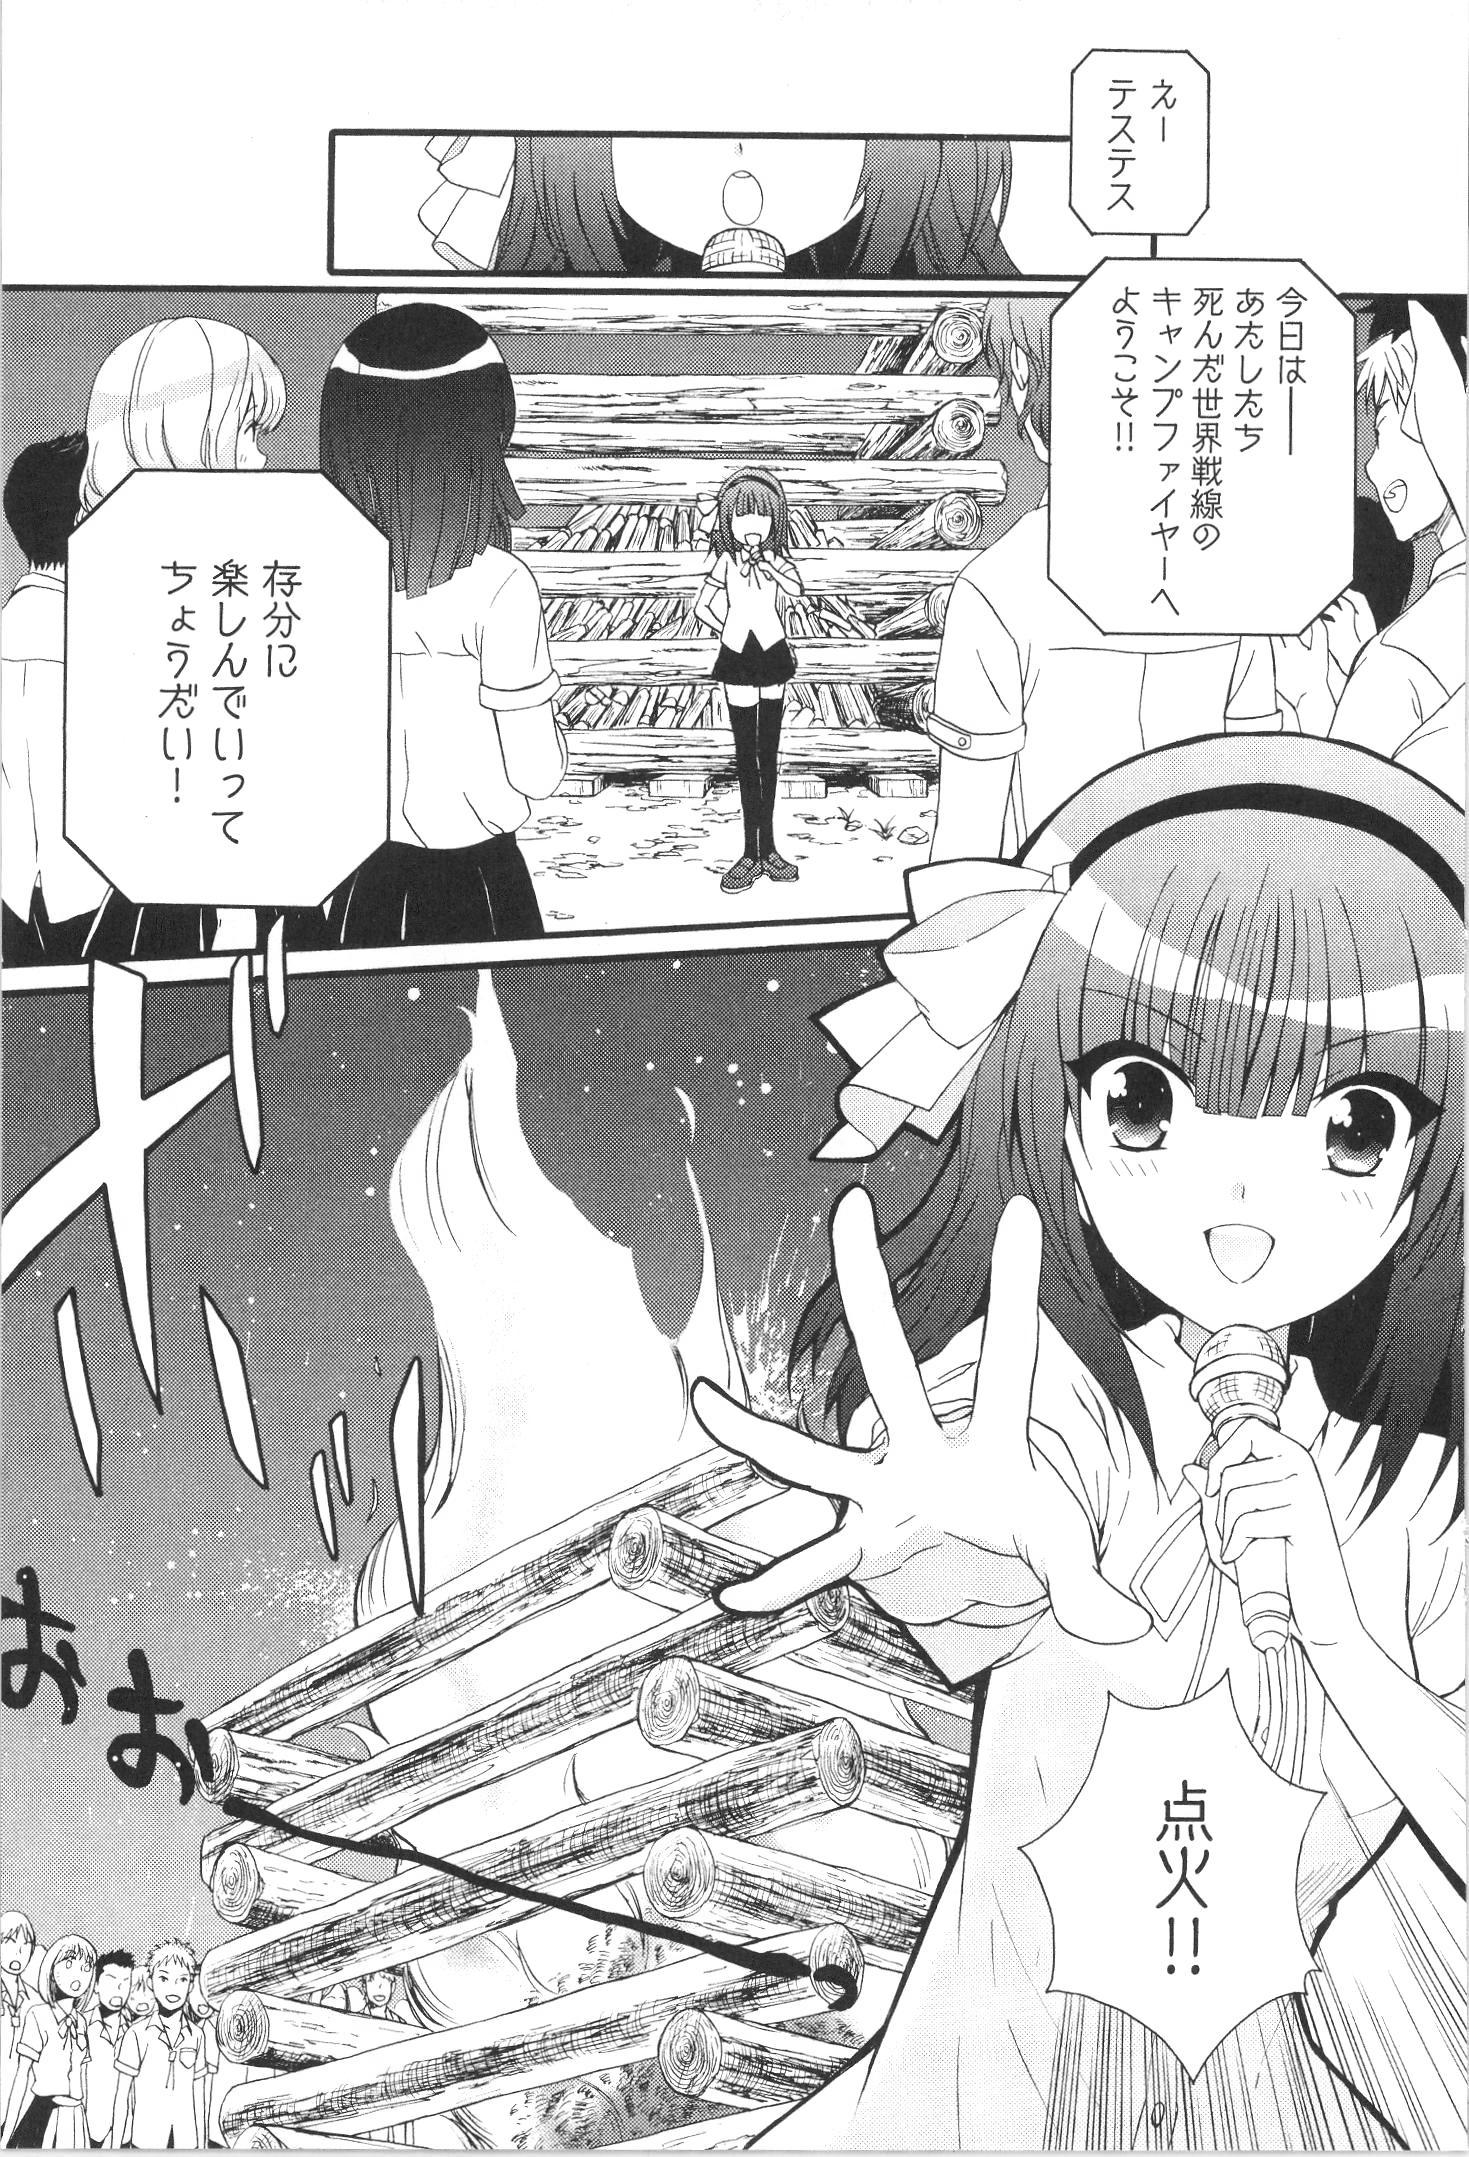 えー
テステス
今日は――
あたしたち
死んだ世界戦線の
キャンプファイヤーへ
ようこそ!!
存分に
楽しんでいって
ちょうだい!
点火!!
おおー